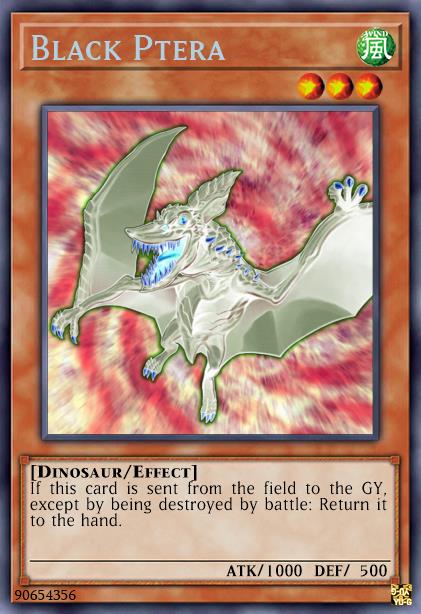 Black Ptera
WIND
風
[Dinosaur/Effect]
If this card is sent from the field to the GY,
except by being destroyed by battle: Return it
to the hand.
ATK/1000 DEF/ 500
90654356